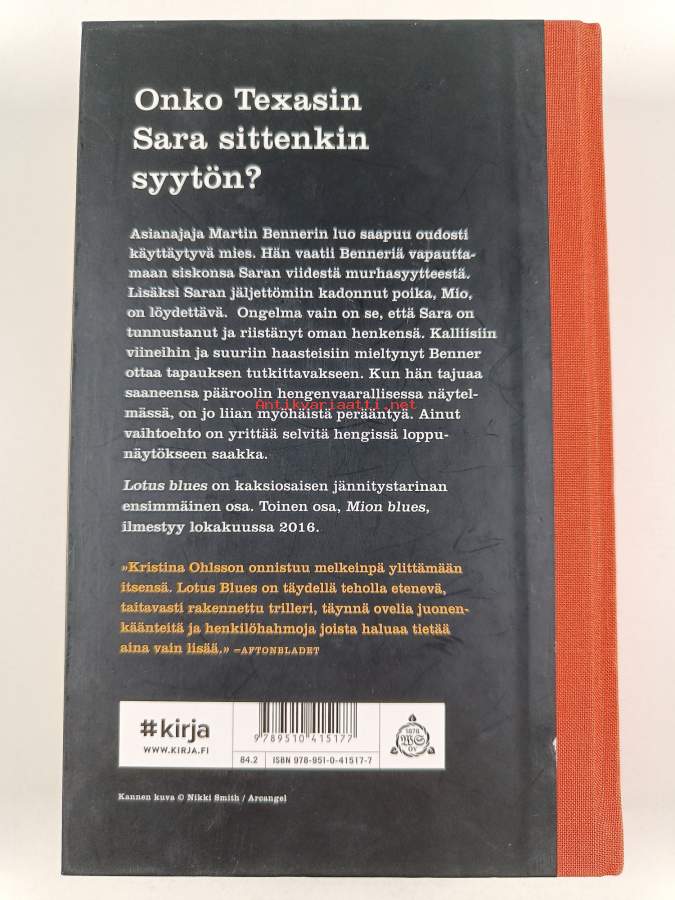 Onko Texasin
Sara sittenkin
syytön?
Asianajaja Martin Bennerin luo saapuu oudosti
käyttäytyvä mies. Hän vaatii Benneriä vapautta-
maan siskonsa Saran viidestä murhasyytteestä.
Lisäksi Saran jäljettömiin kadonnut poika, Mio,
on löydettävä. Ongelma vain on se, että Sara on
tunnustanut ja riistänyt oman henkensä. Kalliisiin
viineihin ja suuriin haasteisiin mieltynyt Benner
ottaa tapauksen tutkittavakseen. Kun hän tajuaa
saaneensa pääroolin hengenvaarallisessa näytel-
Antikvariaatti.net
mässä, on jo liian myöhäistä perääntyä. Ainut
vaihtoehto on yrittää selvitä hengissä loppu-
näytökseen saakka.
Lotus blues on kaksiosaisen jännitystarinan
ensimmäinen osa. Toinen osa, Mion blues,
ilmestyy lokakuussa 2016.
»Kristina Ohlsson onnistuu melkeinpä ylittämään
itsensä. Lotus Blues on täydellä teholla etenevä,
taitavasti rakennettu trilleri, täynnä ovelia juonen-
käänteitä ja henkilöhahmoja joista haluaa tietää
aina vain lisää.» –AFTONBLADET
#kirja
WWW.KIRJA.FI
9 789510 415177
84.2 ISBN 978-951-0-41517-7
1878
WS
OY
Kannen kuva © Nikki Smith / Arcangel